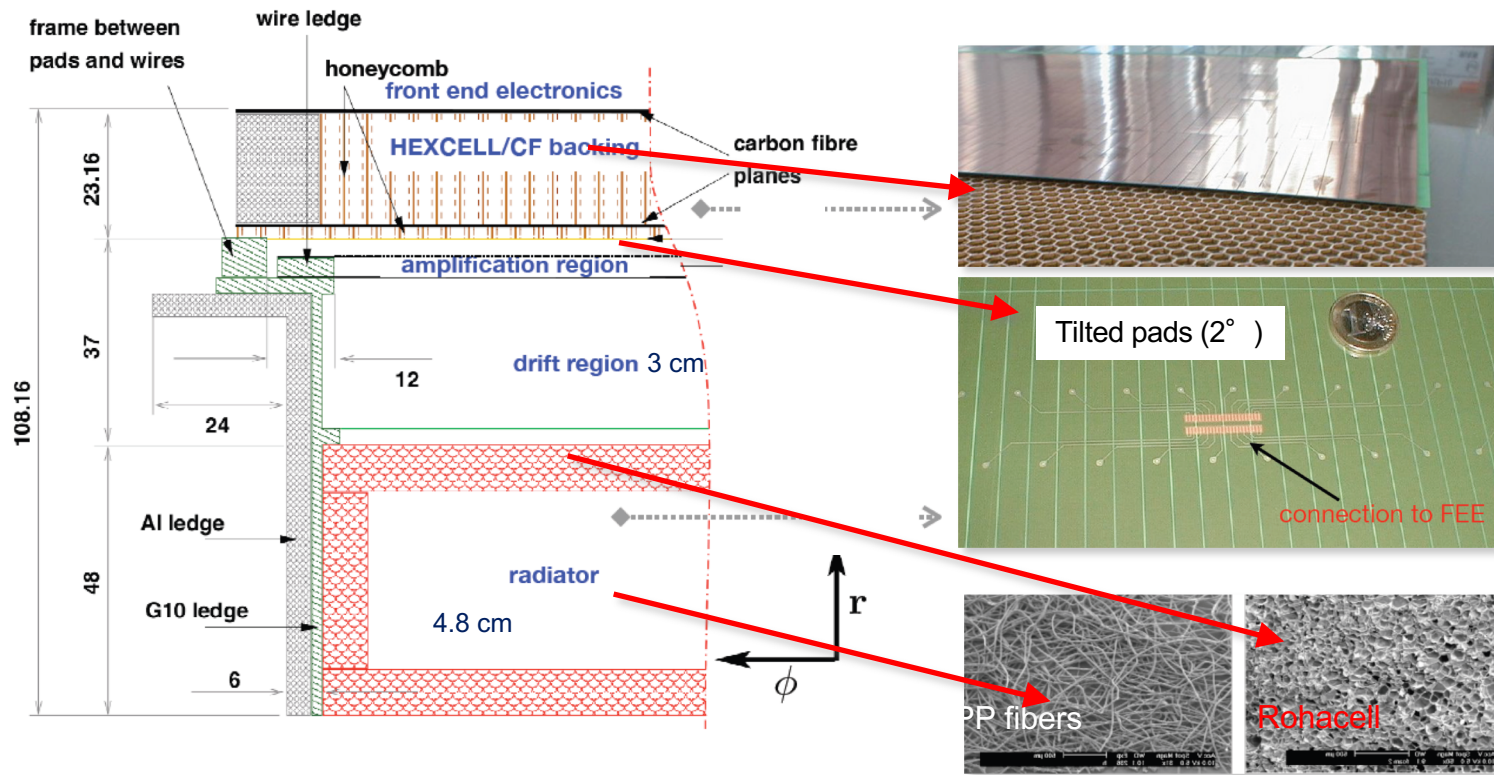 frame between
pads and wires
wire ledge
honeycomb
front end electronics
HEXCELL/CF backing
carbon fibre
planes
amplification region
drift region 3 cm
radiator
4.8 cm
Al ledge
G10 ledge
108.16
23.16
37
48
24
12
6
r
ϕ
Tilted pads (2°)
connection to FEE
PP fibers
Rohacell